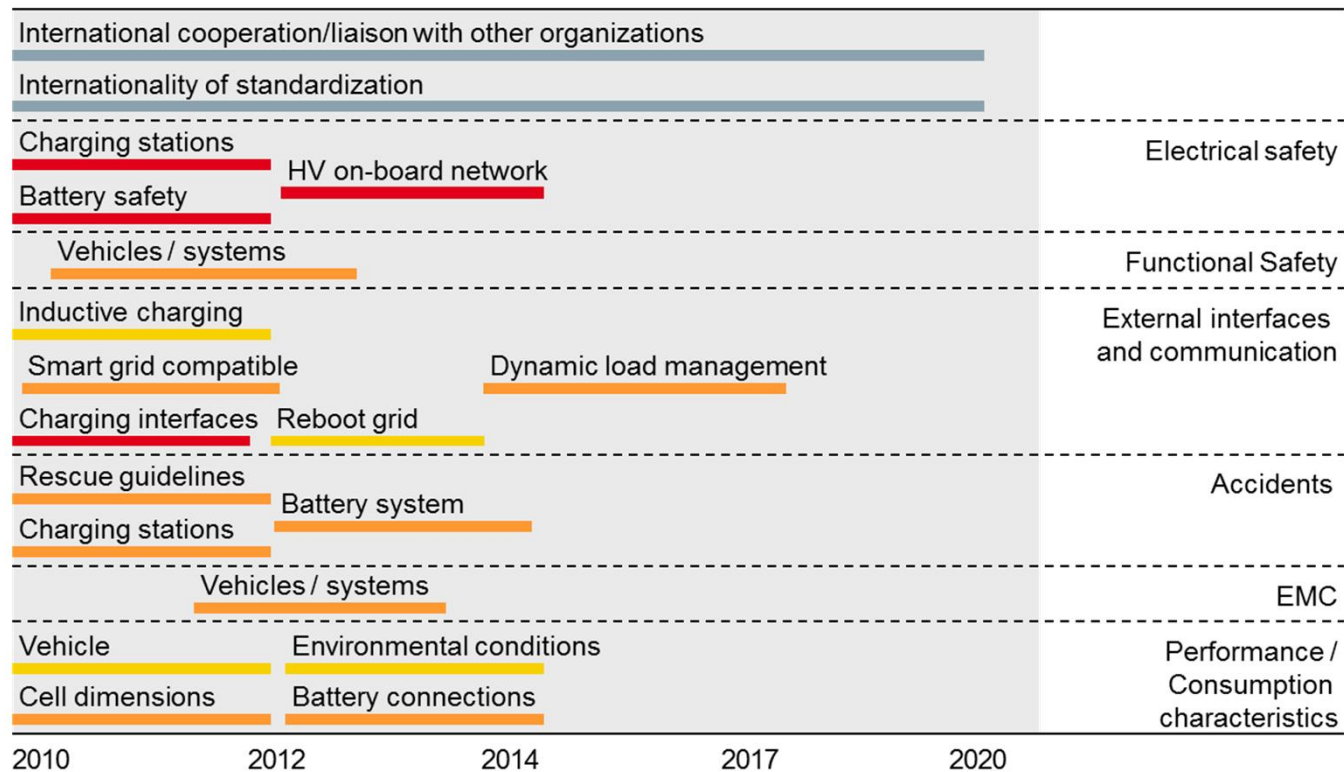 International cooperation/liaison with other organizations
Internationality of standardization
Charging stations
HV on-board network
Battery safety
Electrical safety
Vehicles / systems
Functional Safety
Inductive charging
Smart grid compatible
Dynamic load management
Charging interfaces
Reboot grid
External interfaces
and communication
Rescue guidelines
Battery system
Charging stations
Accidents
Vehicles / systems
EMC
Vehicle
Environmental conditions
Cell dimensions
Battery connections
Performance /
Consumption
characteristics
2010 2012 2014 2017 2020